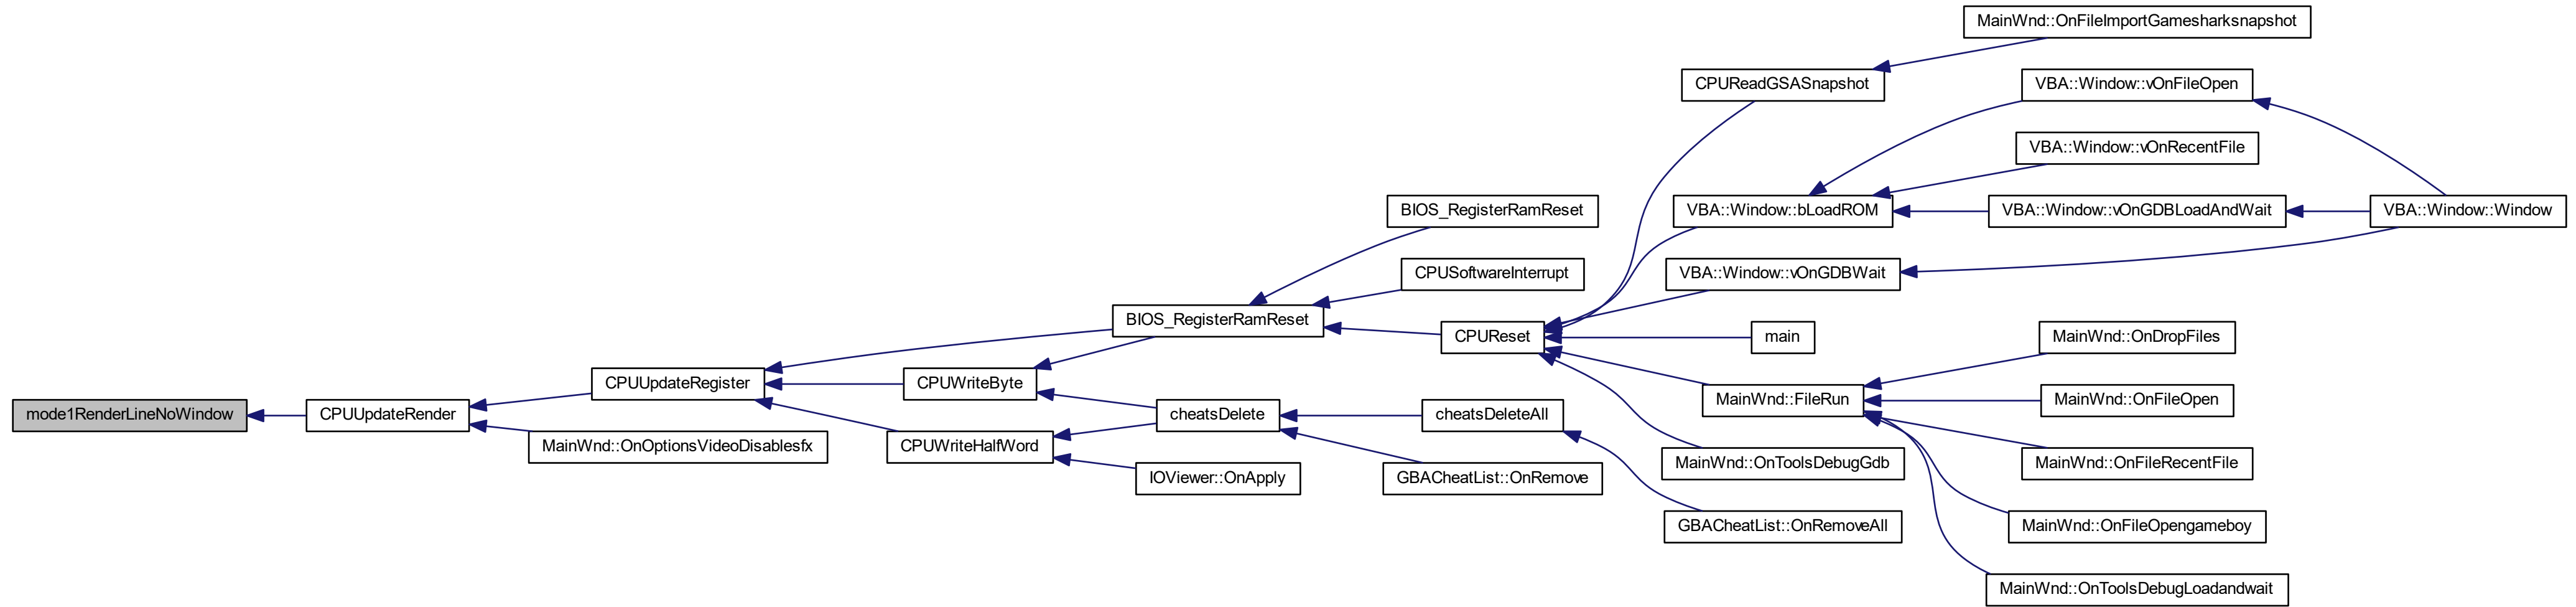 MainWnd::OnFileImportGamesharksnapshot
CPUReadGSASnapshot
VBA::Window::vOnFileOpen
VBA::Window::vOnRecentFile
BIOS_RegisterRamReset
VBA::Window::bLoadROM
VBA::Window::vOnGDBLoadAndWait
VBA::Window::Window
CPUSoftwareInterrupt
VBA::Window::vOnGDBWait
BIOS_RegisterRamReset
CPUReset
main
MainWnd::OnDropFiles
CPUUpdateRegister
CPUWriteByte
MainWnd::FileRun
MainWnd::OnFileOpen
mode1RenderLineNoWindow
CPUUpdateRender
cheatsDelete
cheatsDeleteAll
MainWnd::OnOptionsVideoDisablesfx
CPUWriteHalfWord
MainWnd::OnToolsDebugGdb
MainWnd::OnFileRecentFile
IOViewer::OnApply
GBACheatList::OnRemove
GBACheatList::OnRemoveAll
MainWnd::OnFileOpengameboy
MainWnd::OnToolsDebugLoadandwait